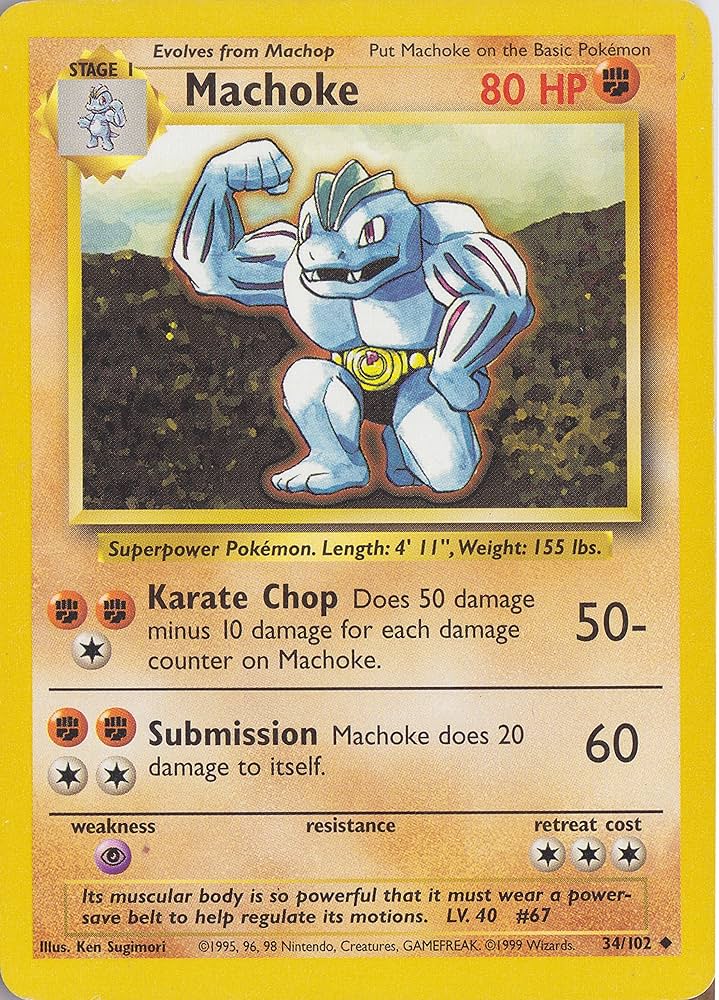 Evolves from Machop Put Machoke on the Basic Pokémon
STAGE 1
Machoke 80 HP
Superpower Pokémon. Length: 4' 11", Weight: 155 lbs.
Karate Chop Does 50 damage
minus 10 damage for each damage
counter on Machoke.
50-
Submission Machoke does 20
damage to itself.
60
weakness resistance retreat cost
Its muscular body is so powerful that it must wear a power-
save belt to help regulate its motions. LV. 40 #67
Illus. Ken Sugimori ©1995, 96, 98 Nintendo, Creatures, GAMEFREAK. ©1999 Wizards. 34/102